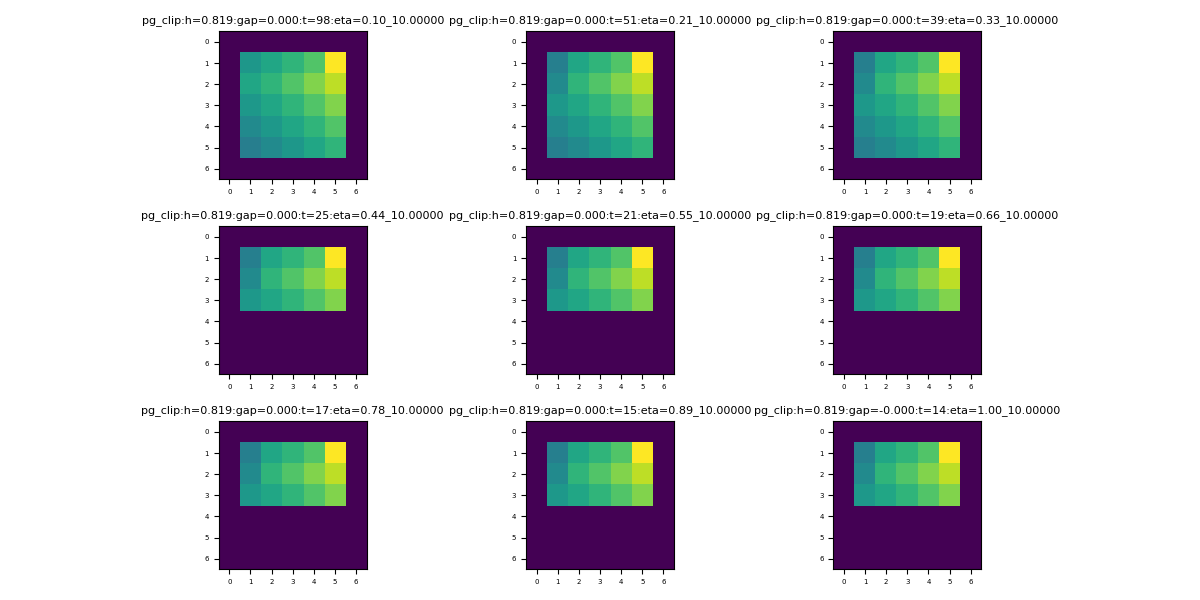 pg_clip:h=0.819:gap=0.000:t=98:eta=0.10_10.00000 pg_clip:h=0.819:gap=0.000:t=51:eta=0.21_10.00000 pg_clip:h=0.819:gap=0.000:t=39:eta=0.33_10.00000
0 0 0
1 1 1
2 2 2
3 3 3
4 4 4
5 5 5
6 6 6
0 1 2 3 4 5 6 0 1 2 3 4 5 6 0 1 2 3 4 5 6
pg_clip:h=0.819:gap=0.000:t=25:eta=0.44_10.00000 pg_clip:h=0.819:gap=0.000:t=21:eta=0.55_10.00000 pg_clip:h=0.819:gap=0.000:t=19:eta=0.66_10.00000
0 0 0
1 1 1
2 2 2
3 3 3
4 4 4
5 5 5
6 6 6
0 1 2 3 4 5 6 0 1 2 3 4 5 6 0 1 2 3 4 5 6
pg_clip:h=0.819:gap=0.000:t=17:eta=0.78_10.00000 pg_clip:h=0.819:gap=0.000:t=15:eta=0.89_10.00000 pg_clip:h=0.819:gap=-0.000:t=14:eta=1.00_10.00000
0 0 0
1 1 1
2 2 2
3 3 3
4 4 4
5 5 5
6 6 6
0 1 2 3 4 5 6 0 1 2 3 4 5 6 0 1 2 3 4 5 6